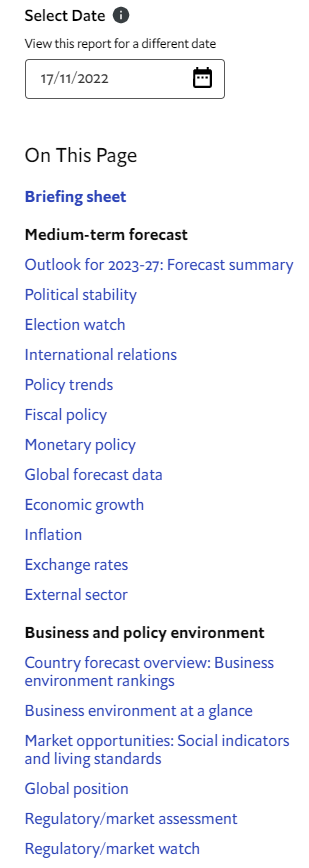 Select Date
View this report for a different date
17/11/2022
On This Page
Briefing sheet
Medium-term forecast
Outlook for 2023-27: Forecast summary
Political stability
Election watch
International relations
Policy trends
Fiscal policy
Monetary policy
Global forecast data
Economic growth
Inflation
Exchange rates
External sector
Business and policy environment
Country forecast overview: Business
environment rankings
Business environment at a glance
Market opportunities: Social indicators
and living standards
Global position
Regulatory/market assessment
Regulatory/market watch